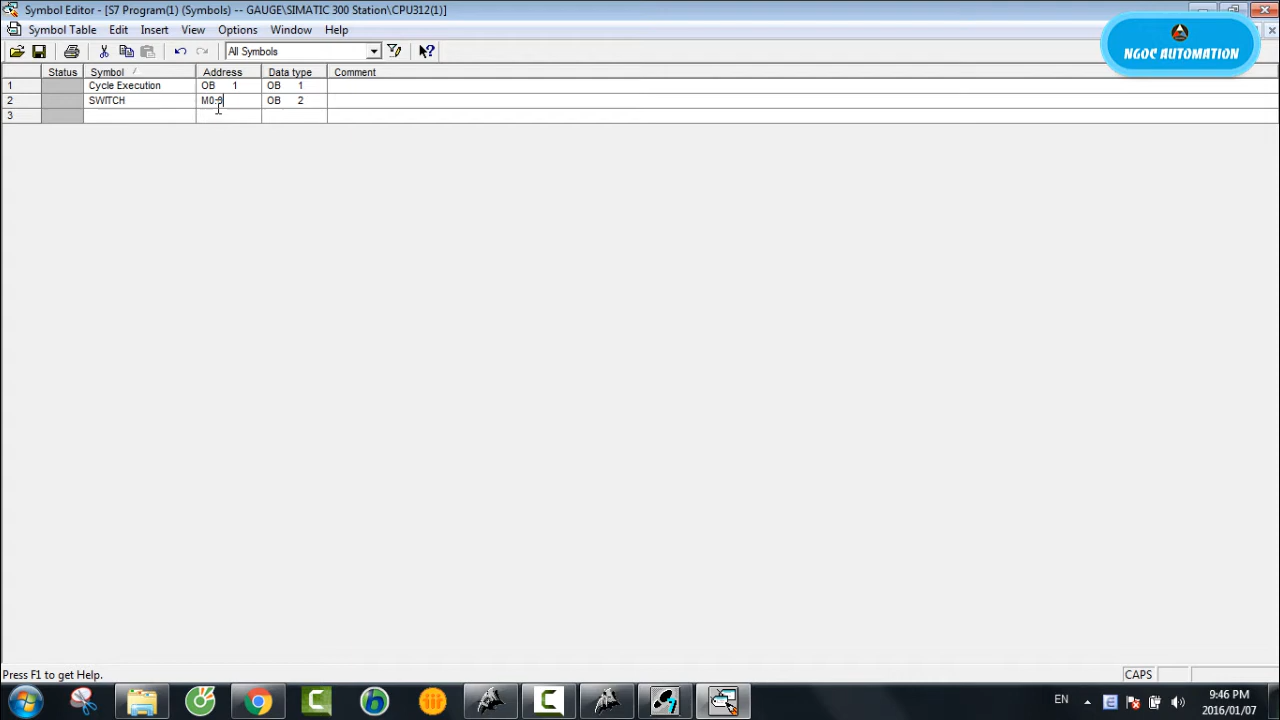 Symbol Editor - [S7 Program(1) (Symbols) -- GAUGE\SIMATIC 300 Station\CPU312(1)]
Symbol Table Edit Insert View Options Window Help
All Symbols
NGOC AUTOMATION
Status Symbol Address Data type Comment
1 Cycle Execution OB 1 OB 1
2 SWITCH OB 2
3
Press F1 to get Help.
CAPS
EN
9:46 PM
2016/01/07